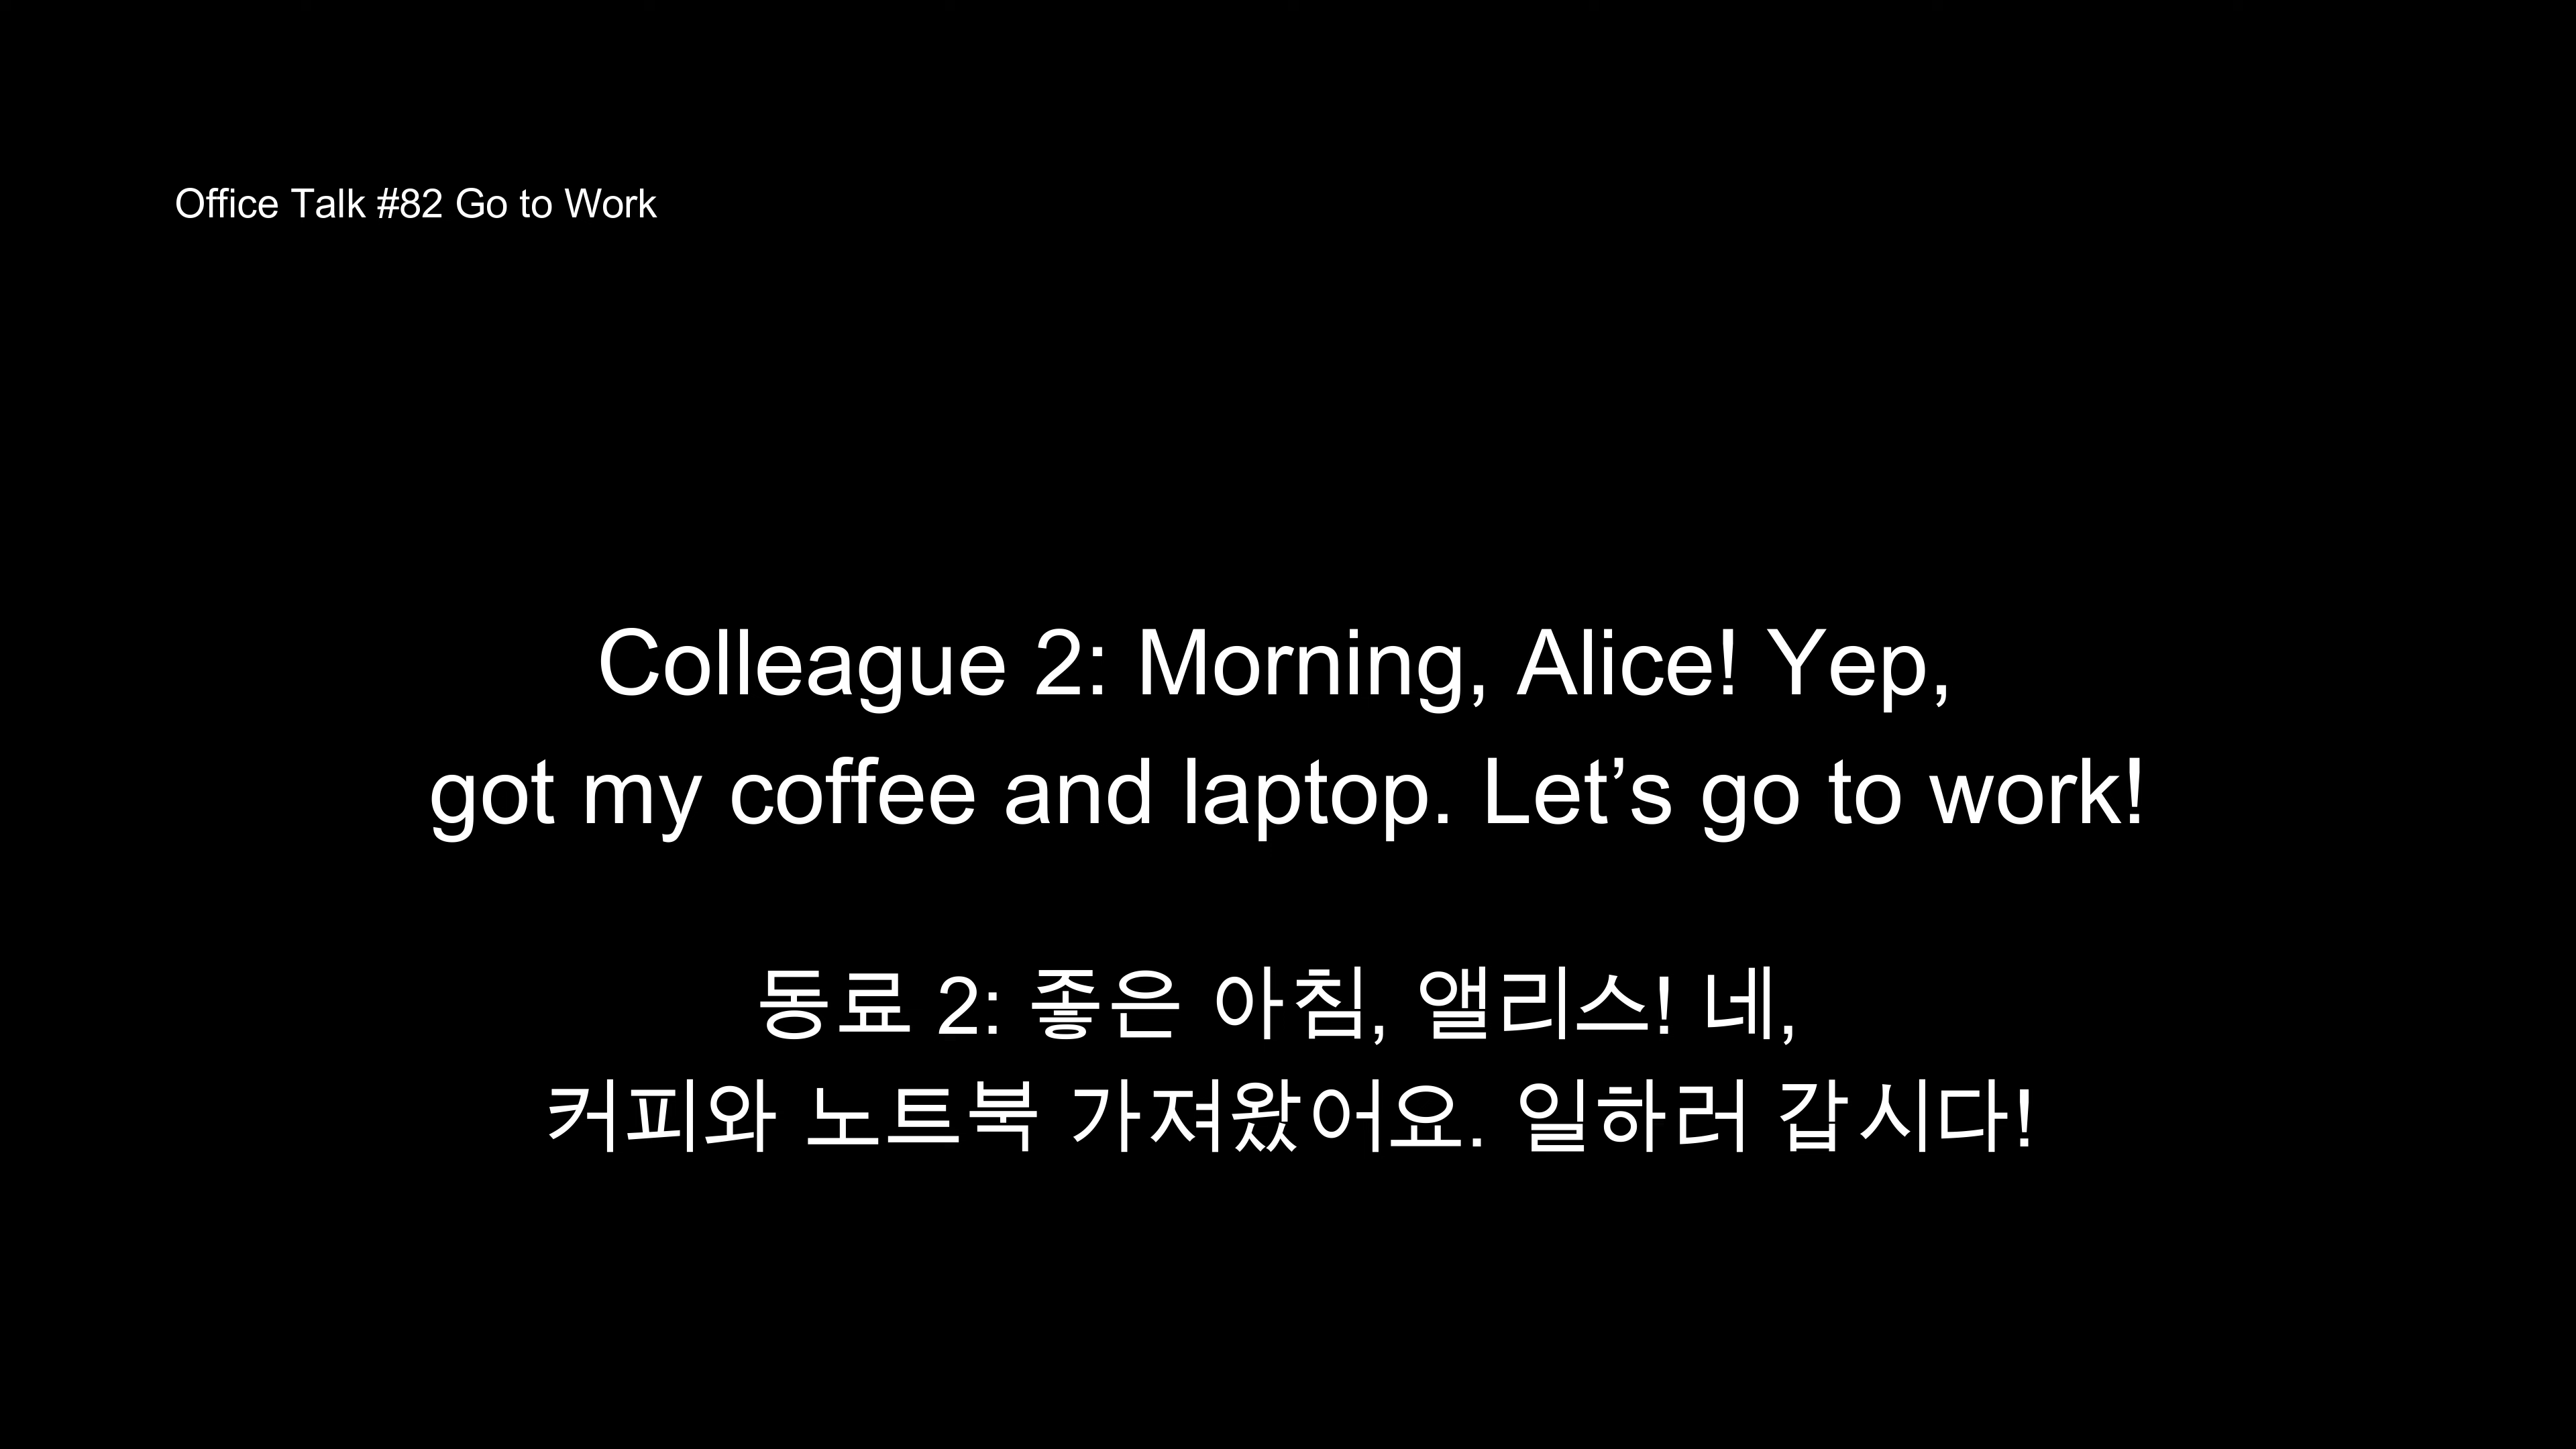 Office Talk #82 Go to Work
Colleague 2: Morning, Alice! Yep,
got my coffee and laptop. Let’s go to work!
동료 2: 좋은 아침, 앨리스! 네,
커피와 노트북 가져왔어요. 일하러 갑시다!